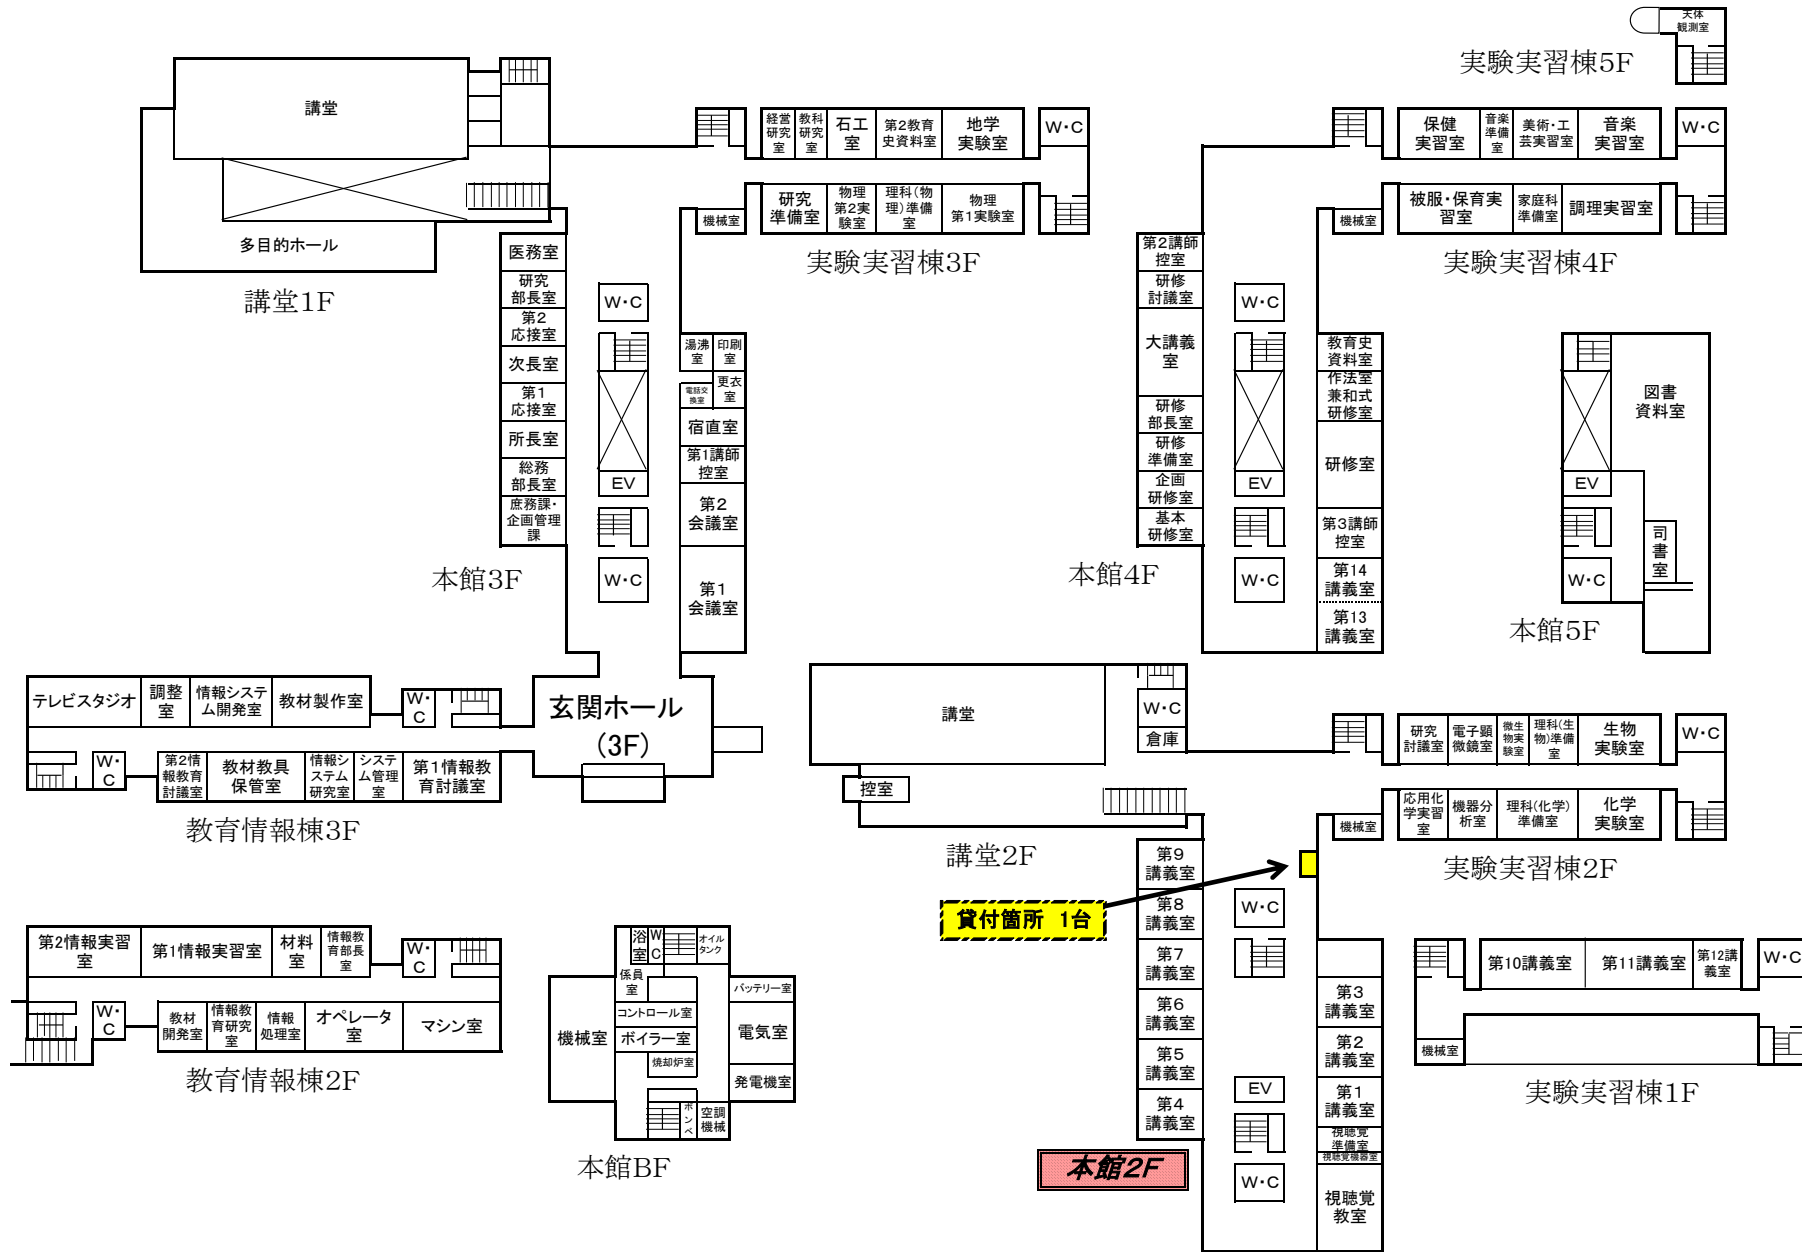 天体
観測室
実験実習棟5F
講堂
多目的ホール
講堂1F
経営
研究
室
教科
研究
室
石工
室
第2教育
史資料室
地学
実験室
W・C
機械室
研究
準備室
物理
第2実
験室
理科(物
理)準備
室
物理
第1実験室
実験実習棟3F
保健
実習室
音楽
準備
室
美術・工
芸実習室
音楽
実習室
W・C
機械室
被服・保育実
習室
家庭科
準備室
調理実習室
実験実習棟4F
医務室
研究
部長室
第2
応接室
次長室
第1
応接室
所長室
総務
部長室
庶務課・
企画管理
課
W・C
EV
W・C
湯沸
室
印刷
室
電話交
換室
更衣
室
宿直室
第1講師
控室
第2
会議室
第1
会議室
本館3F
第2講師
控室
研修
討議室
大講義
室
研修
部長室
研修
準備室
企画
研修室
基本
研修室
W・C
EV
W・C
教育史
資料室
作法室
兼和式
研修室
研修室
第3講師
控室
第14
講義室
第13
講義室
本館4F
図書
資料室
EV
司
書
室
W・C
本館5F
テレビスタジオ
調整
室
情報システ
ム開発室
教材製作室
W・
C
W・
C
第2情
報教育
討議室
教材教具
保管室
情報シ
ステム
研究室
システ
ム管理
室
第1情報教
育討議室
教育情報棟3F
玄関ホール
(3F)
講堂
W・C
倉庫
控室
講堂2F
研究
討議室
電子顕
微鏡室
微生
物実
験室
理科(生
物)準備
室
生物
実験室
W・C
機械室
応用化
学実習
室
機器分
析室
理科(化学)
準備室
化学
実験室
実験実習棟2F
貸付箇所 1台
第9
講義室
第8
講義室
第7
講義室
第6
講義室
第5
講義室
第4
講義室
W・C
EV
W・C
第3
講義室
第2
講義室
第1
講義室
視聴覚
準備室
視聴覚機器室
視聴覚
教室
本館2F
第2情報実習
室
第1情報実習室
材料
室
情報教
育部長
室
W・
C
W・
C
教材
開発室
情報教
育研究
室
情報
処理室
オペレータ
室
マシン室
教育情報棟2F
浴
室
W
C
オイル
タンク
係員
室
機械室
コントロール室
ボイラー室
焼却炉室
バッテリー室
電気室
発電機室
ボ
ン
ベ
空調
機械
本館BF
第10講義室
第11講義室
第12講
義室
W・C
機械室
実験実習棟1F